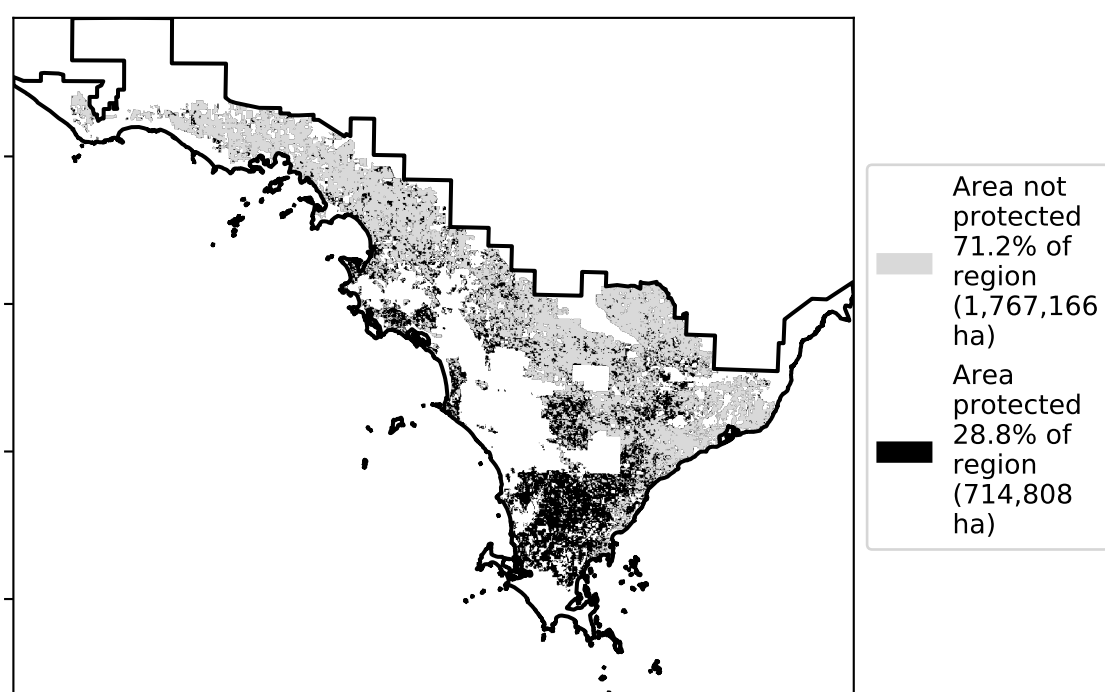 Area not
protected
71.2% of
region
(1,767,166
ha)
Area
protected
28.8% of
region
(714,808
ha)